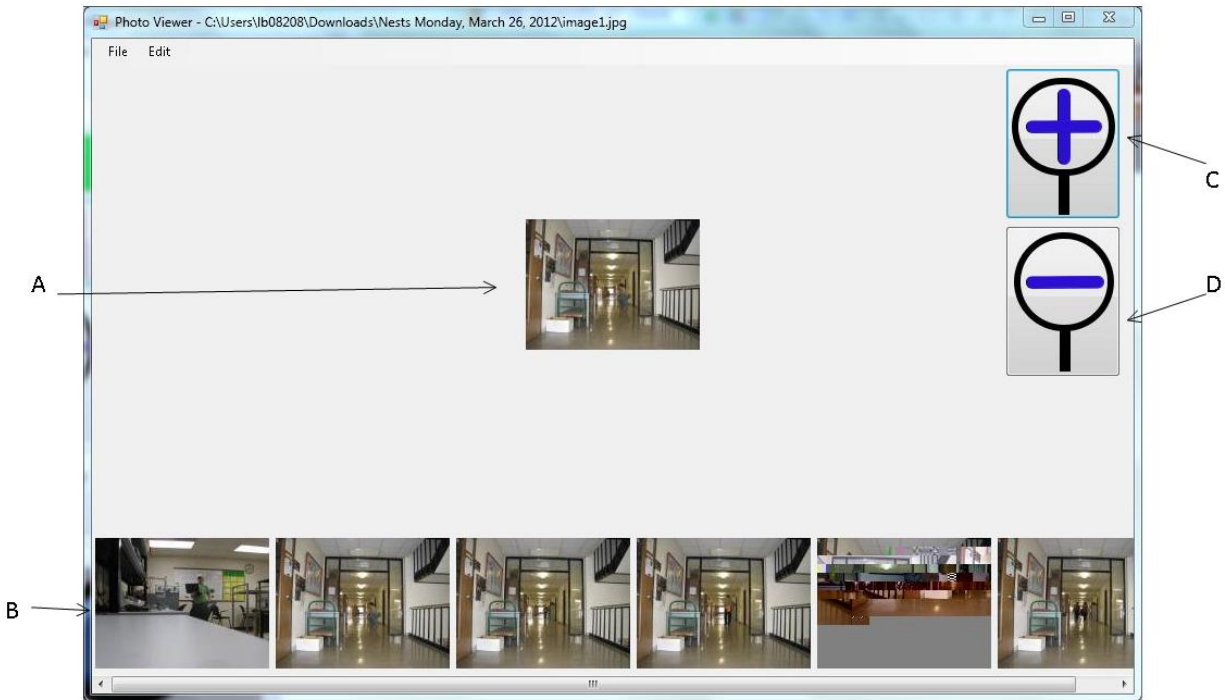 Photo Viewer - C:\Users\lb08208\Downloads\Nests Monday, March 26, 2012\image1.jpg
File Edit
C
A
D
B